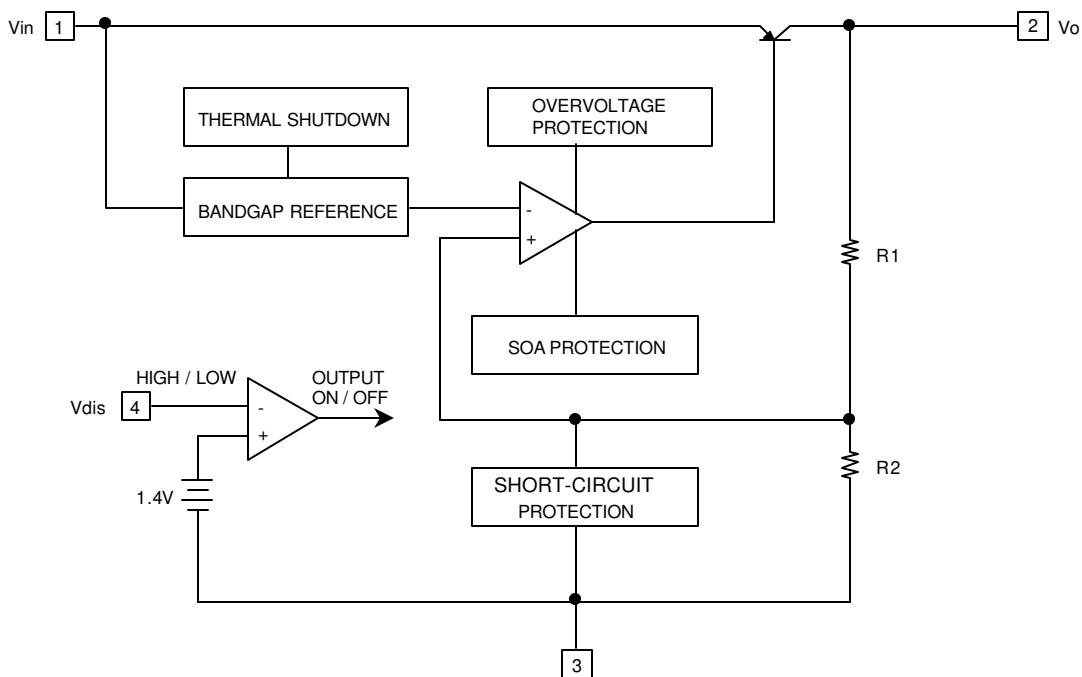 Vin 1
2 Vo
THERMAL SHUTDOWN
OVERVOLTAGE
PROTECTION
BANDGAP REFERENCE
-
+
R1
SOA PROTECTION
HIGH / LOW
OUTPUT
ON / OFF
Vdis 4
-
+
1.4V
SHORT-CIRCUIT
PROTECTION
R2
3